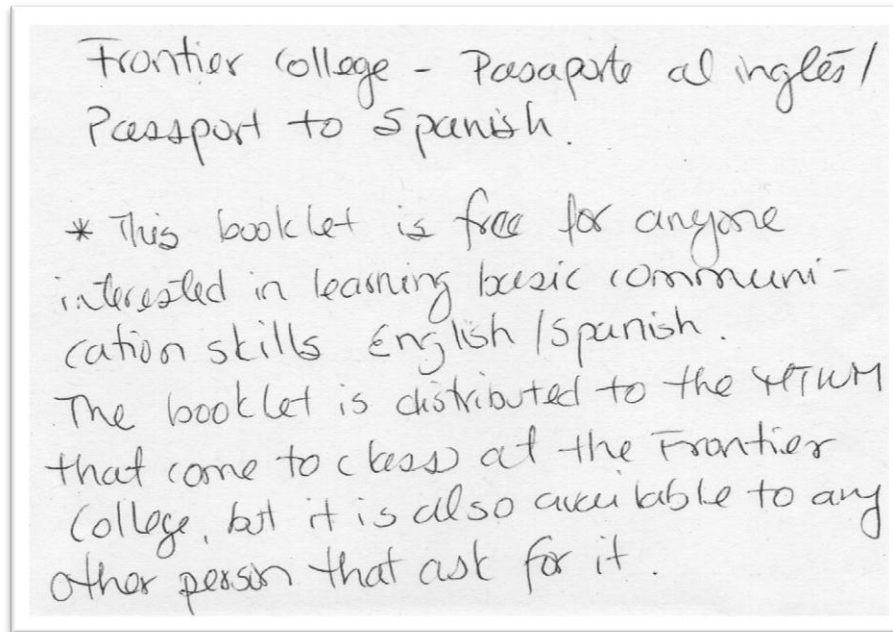 Frontier College - Pasaporte al inglés/
Passport to Spanish.
* This booklet is free for anyone
interested in learning basic communi-
cation skills English/Spanish.
The booklet is distributed to the
that come to class at the Frontier
College, but it is also available to any
other person that ask for it.